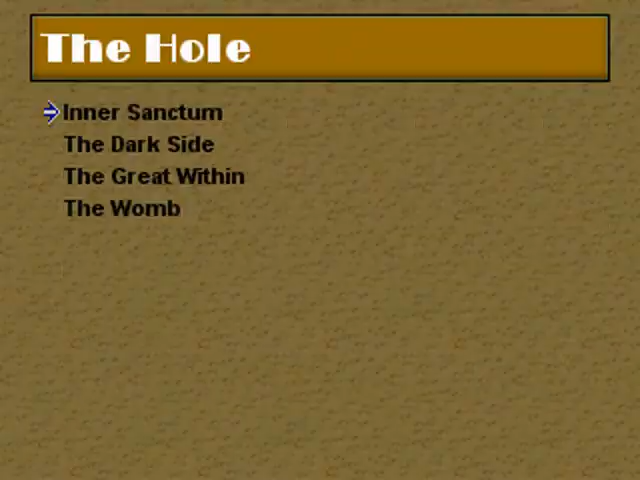 The Hole
Inner Sanctum
The Dark Side
The Great Within
The Womb